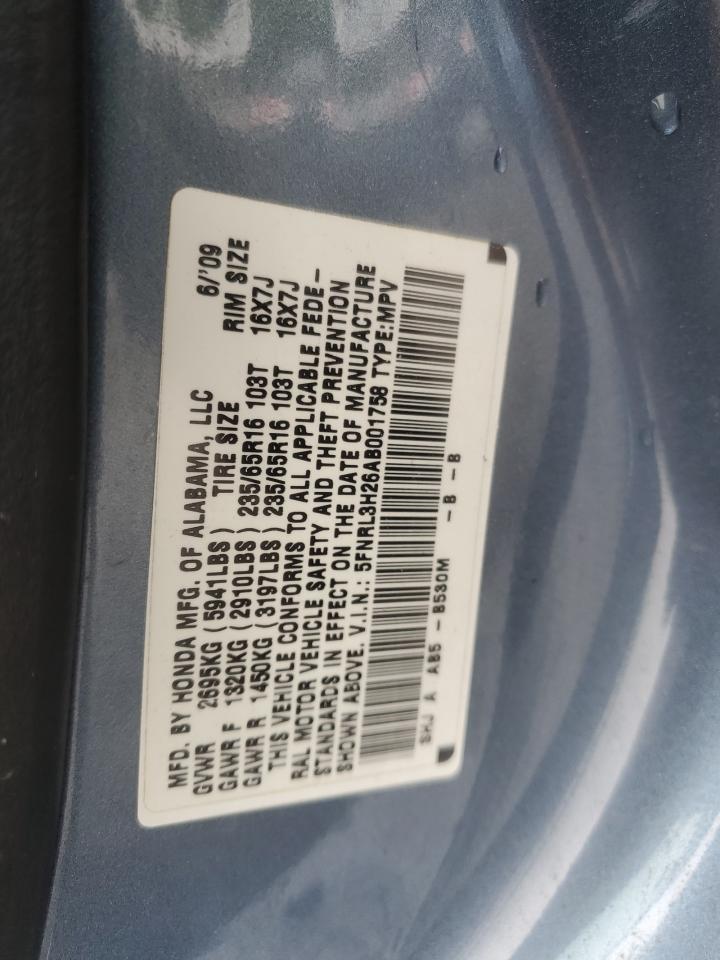 MFD. BY HONDA MFG. OF ALABAMA, LLC 6/'09
GVWR 2695KG (5941LBS) TIRE SIZE RIM SIZE
GAWR F 1320KG (2910LBS) 235/65R16 103T 16X7J
GAWR R 1450KG (3197LBS) 235/65R16 103T 16X7J
THIS VEHICLE CONFORMS TO ALL APPLICABLE FEDE-
RAL MOTOR VEHICLE SAFETY AND THEFT PREVENTION
STANDARDS IN EFFECT ON THE DATE OF MANUFACTURE
SHOWN ABOVE. V.I.N.: 5FNRL3H26AB001758 TYPE:MPV
SHJ A AB5 -B530M -B -B